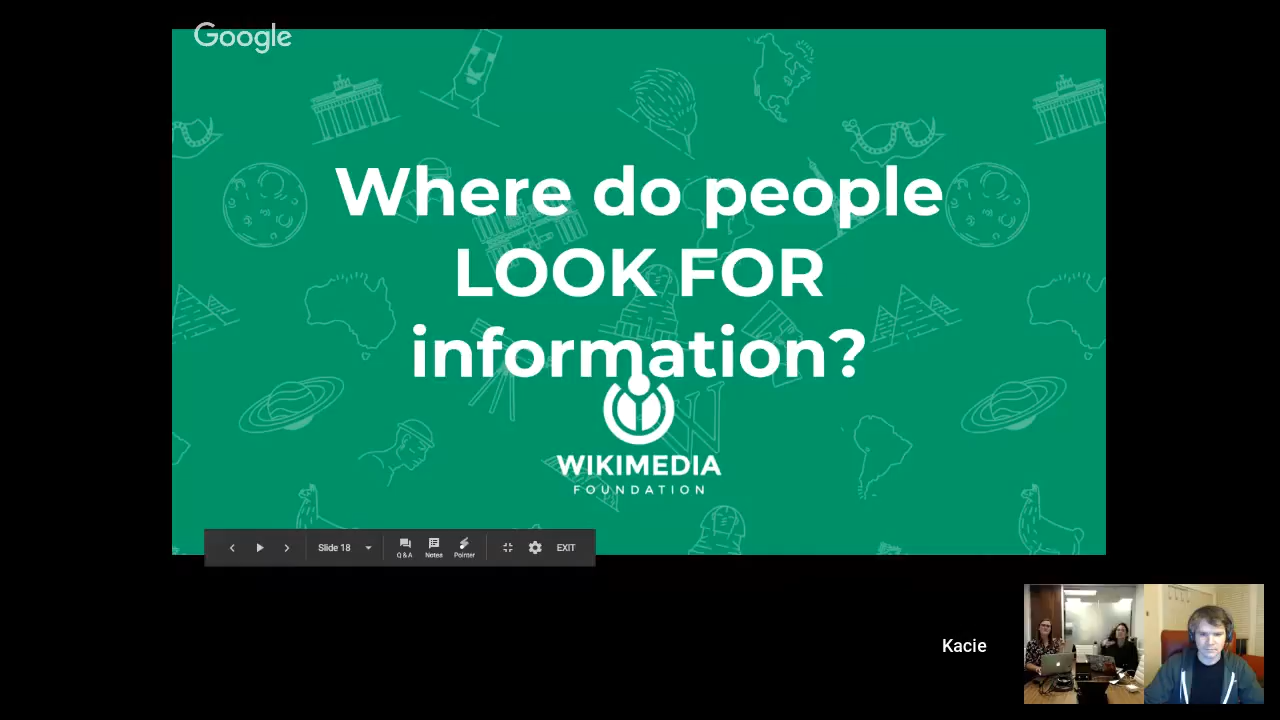 Google
Where do people
LOOK FOR
information?
WIKIMEDIA
FOUNDATION
Slide 18
Q & A
Notes
Pointer
EXIT
Kacie